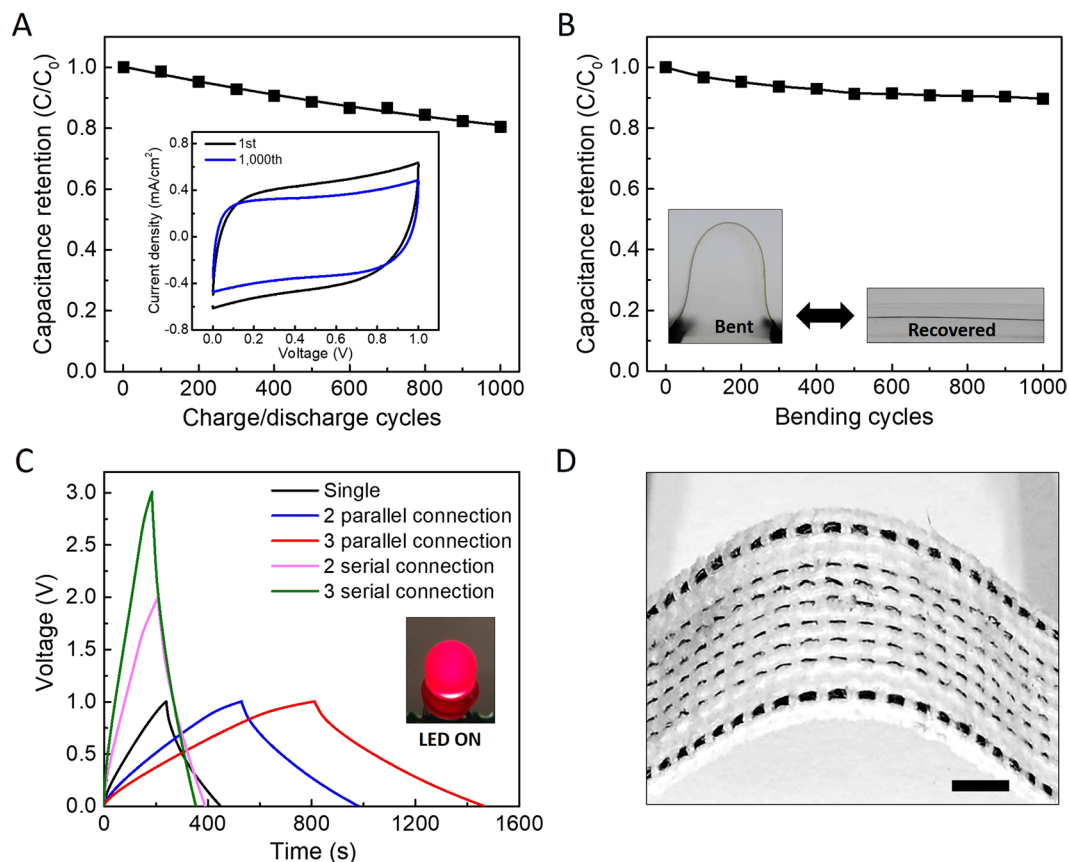 A
Capacitance retention (C/C₀)
1.0
0.8
0.6
0.4
0.2
0.0
0 200 400 600 800 1000
Charge/discharge cycles
Current density (mA/cm²)
0.8
0.4
0.0
-0.4
-0.8
1st
1,000th
0.0 0.2 0.4 0.6 0.8 1.0
Voltage (V)
B
Capacitance retention (C/C₀)
1.0
0.8
0.6
0.4
0.2
0.0
Bent
Recovered
0 200 400 600 800 1000
Bending cycles
C
Voltage (V)
3.0
2.5
2.0
1.5
1.0
0.5
0.0
Single
2 parallel connection
3 parallel connection
2 serial connection
3 serial connection
LED ON
0 400 800 1200 1600
Time (s)
D